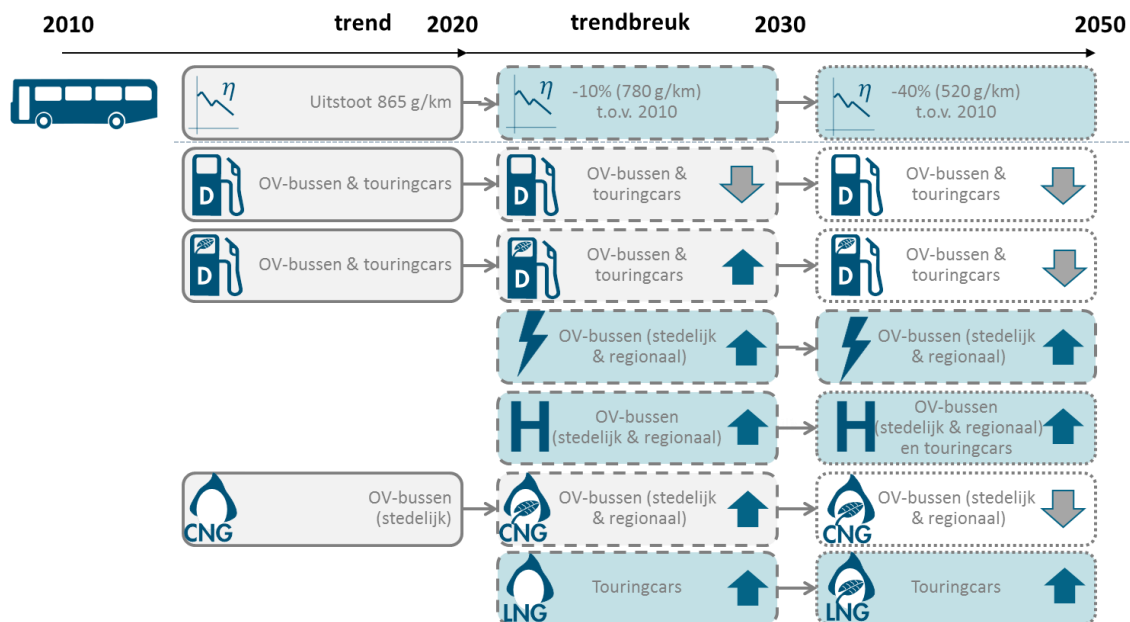 2010 trend 2020 trendbreuk 2030 2050
η Uitstoot 865 g/km
η -10% (780 g/km)
t.o.v. 2010
η -40% (520 g/km)
t.o.v. 2010
D OV-bussen & touringcars
D OV-bussen &
touringcars
D OV-bussen &
touringcars
D OV-bussen & touringcars
D OV-bussen &
touringcars
D OV-bussen &
touringcars
OV-bussen (stedelijk
& regionaal)
OV-bussen (stedelijk
& regionaal)
H OV-bussen
(stedelijk & regionaal)
H OV-bussen
(stedelijk & regionaal)
en touringcars
OV-bussen
(stedelijk)
CNG
OV-bussen (stedelijk
& regionaal)
CNG
OV-bussen (stedelijk
& regionaal)
CNG
Touringcars
LNG
Touringcars
LNG